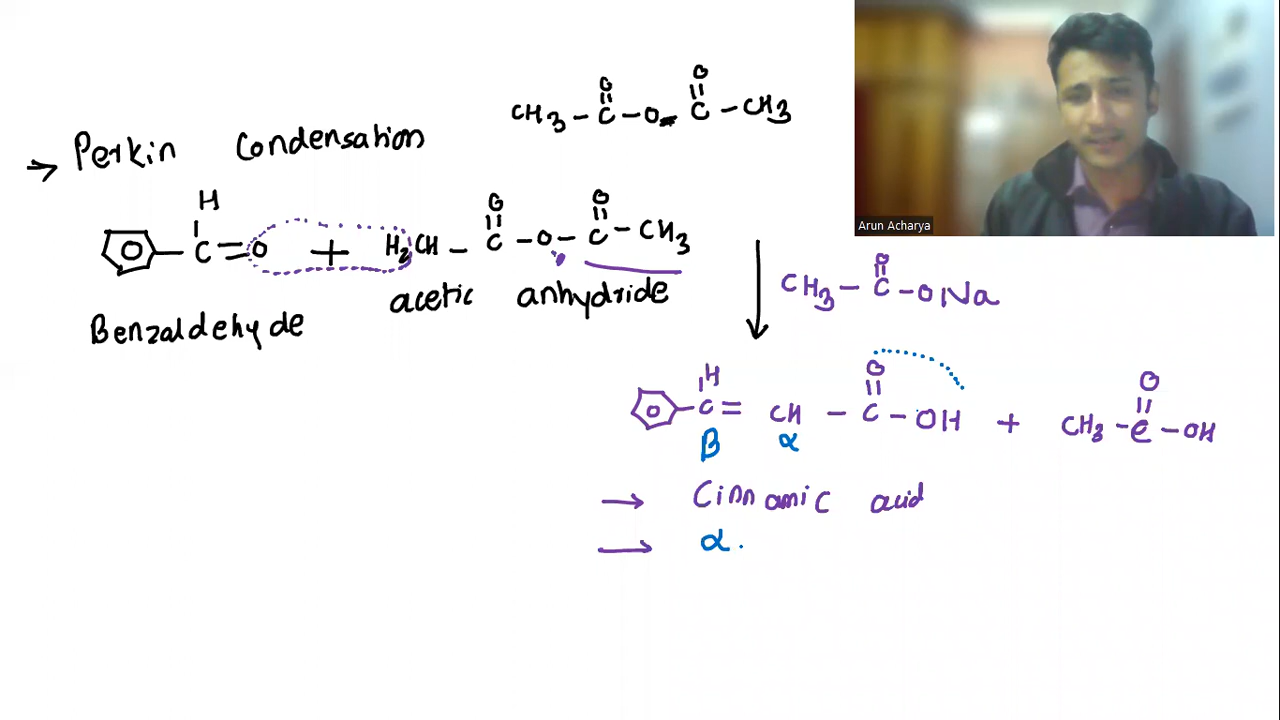 O O
CH3 – C – O – C – CH3
→ Perkin Condensation
H
C = O + H2CH – C – O – C – CH3
O O
Benzaldehyde
acetic anhydride
Arun Acharya
O
CH3 – C – ONa
H O O
C = CH – C – OH + CH3 – C – OH
β α
→ Cinnamic acid
→ α.